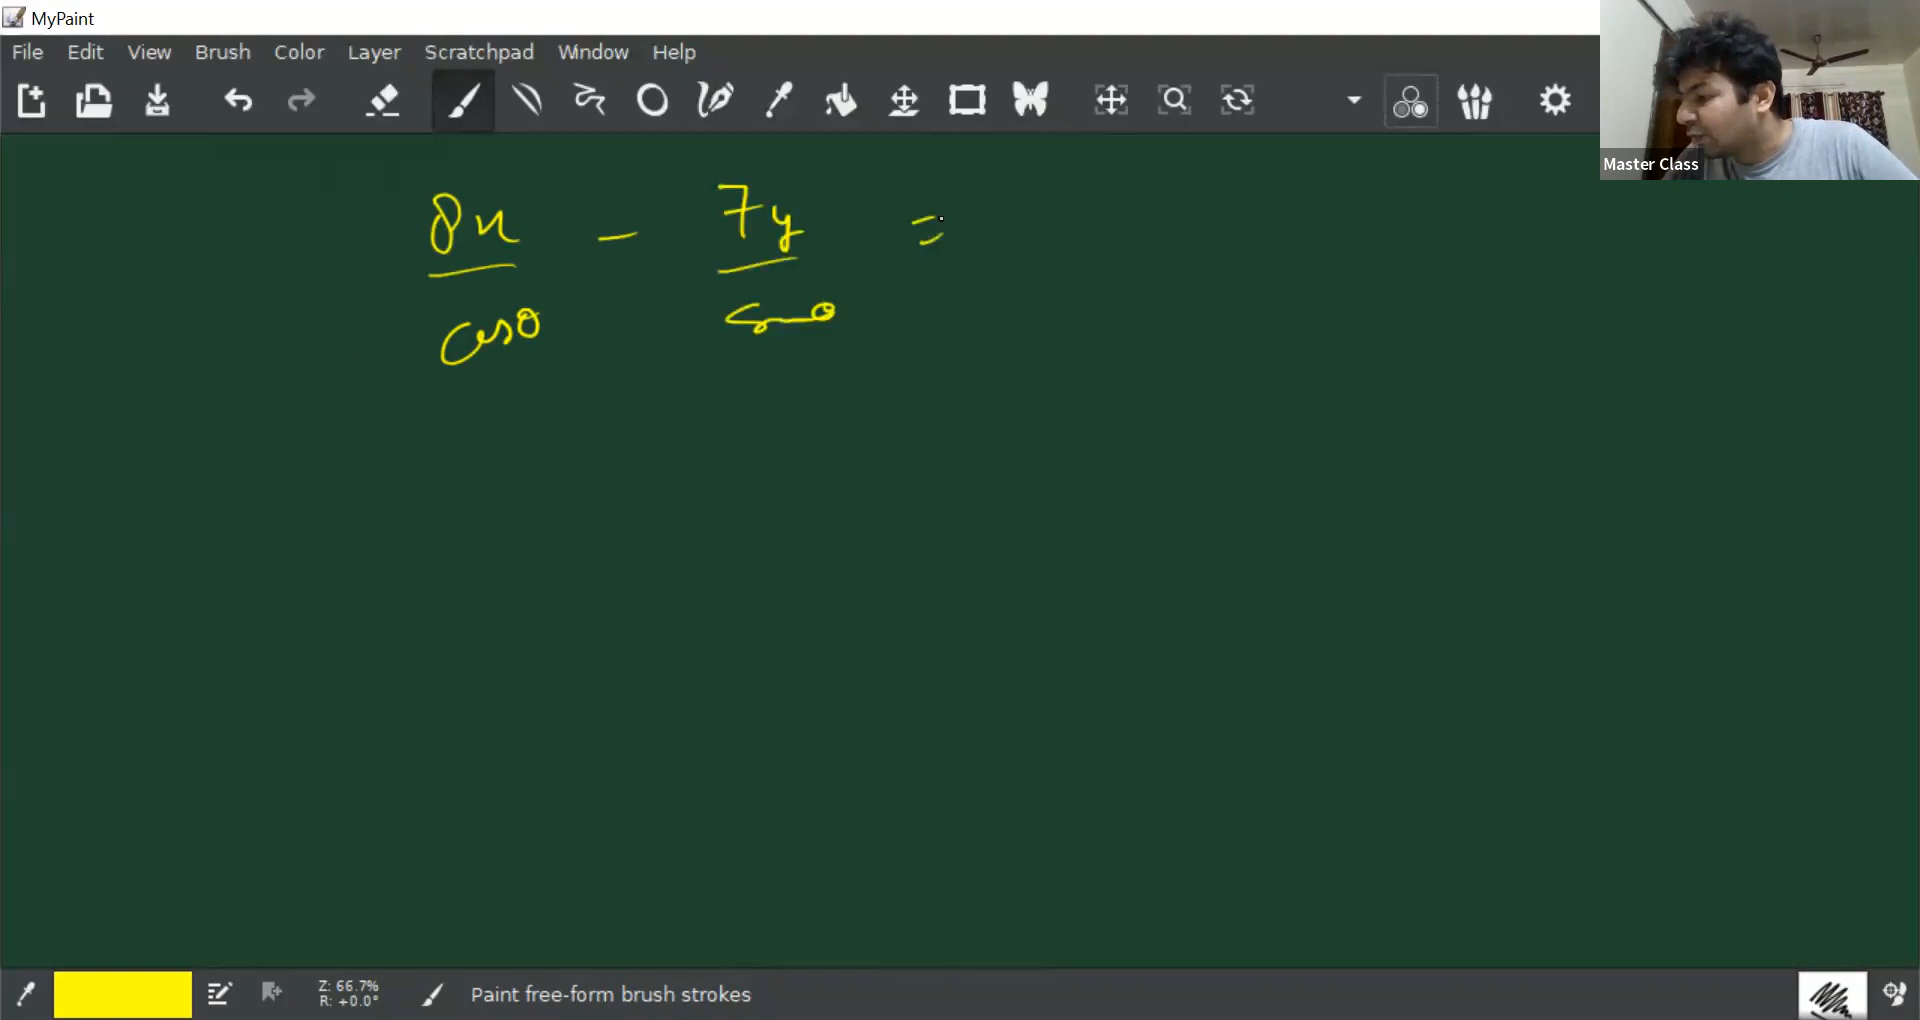 MyPaint
File Edit View Brush Color Layer Scratchpad Window Help
Master Class
8x - 7y =
cosθ sinθ
Z: 66.7%
R: +0.0°
Paint free-form brush strokes